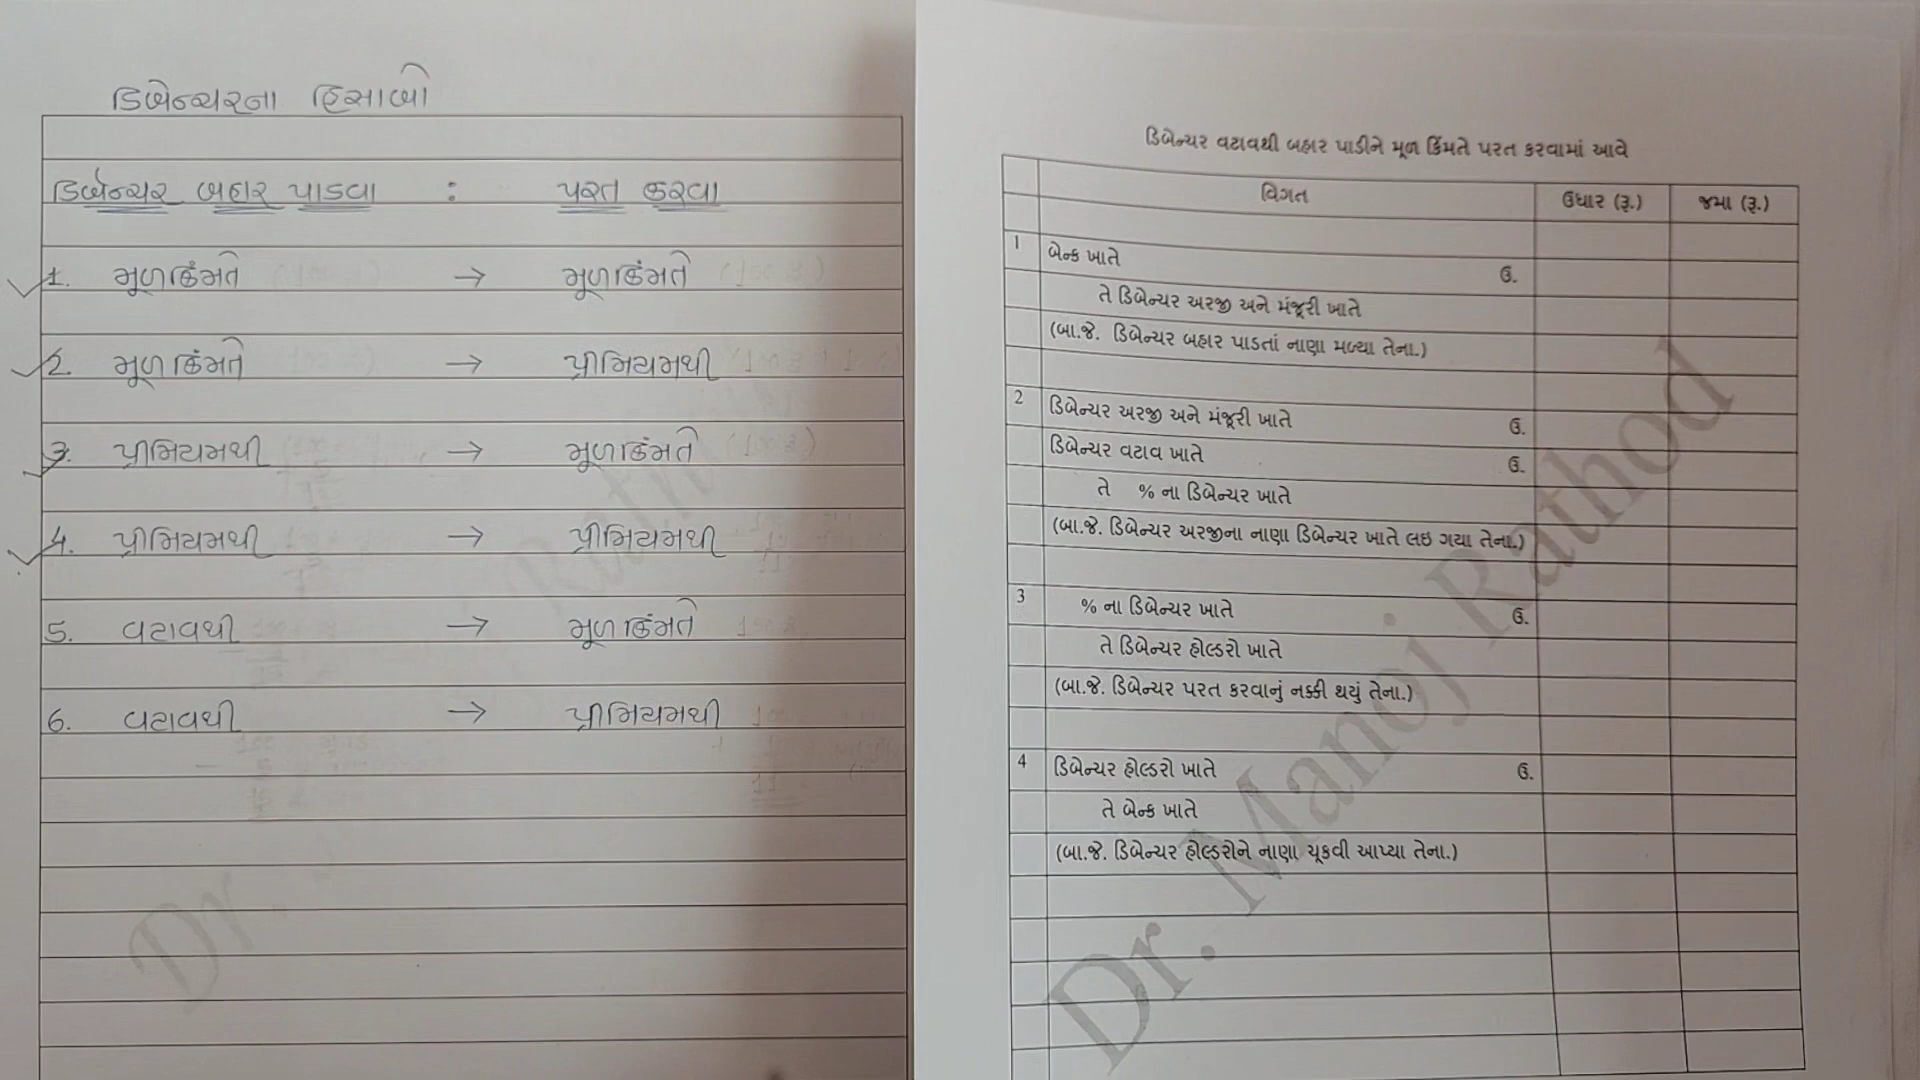 ડિબેન્ચરના હિસાબો
ડિબેન્ચર બહાર પાડવા : પરત કરવા
1. મૂળકિંમતે → મૂળકિંમતે
2. મૂળકિંમતે → પ્રીમિયમથી
3. પ્રીમિયમથી → મૂળકિંમતે
4. પ્રીમિયમથી → પ્રીમિયમથી
5. વટાવથી → મૂળકિંમતે
6. વટાવથી → પ્રીમિયમથી
ડિબેન્ચર વટાવથી બહાર પાડીને મૂળ કિંમતે પરત કરવામાં આવે
વિગત ઉધાર (રૂ.) જમા (રૂ.)
1 બેન્ક ખાતે ઉ.
તે ડિબેન્ચર અરજી અને મંજૂરી ખાતે
(બા.જે. ડિબેન્ચર બહાર પાડતાં નાણા મળ્યા તેના.)
2 ડિબેન્ચર અરજી અને મંજૂરી ખાતે ઉ.
ડિબેન્ચર વટાવ ખાતે ઉ.
તે % ના ડિબેન્ચર ખાતે
(બા.જે. ડિબેન્ચર અરજીના નાણા ડિબેન્ચર ખાતે લઇ ગયા તેના.)
3 % ના ડિબેન્ચર ખાતે ઉ.
તે ડિબેન્ચર હોલ્ડરો ખાતે
(બા.જે. ડિબેન્ચર પરત કરવાનું નક્કી થયું તેના.)
4 ડિબેન્ચર હોલ્ડરો ખાતે ઉ.
તે બેન્ક ખાતે
(બા.જે. ડિબેન્ચર હોલ્ડરોને નાણા ચૂકવી આપ્યા તેના.)
Dr. Manoj Rathod